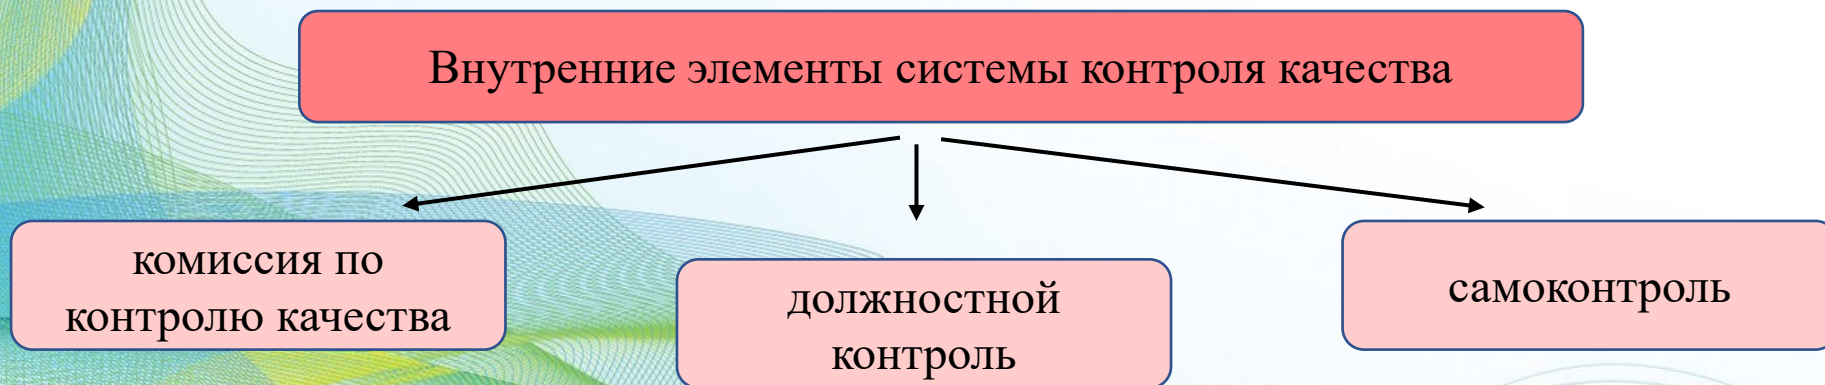 Внутренние элементы системы контроля качества
комиссия по
контролю качества
должностной
контроль
самоконтроль